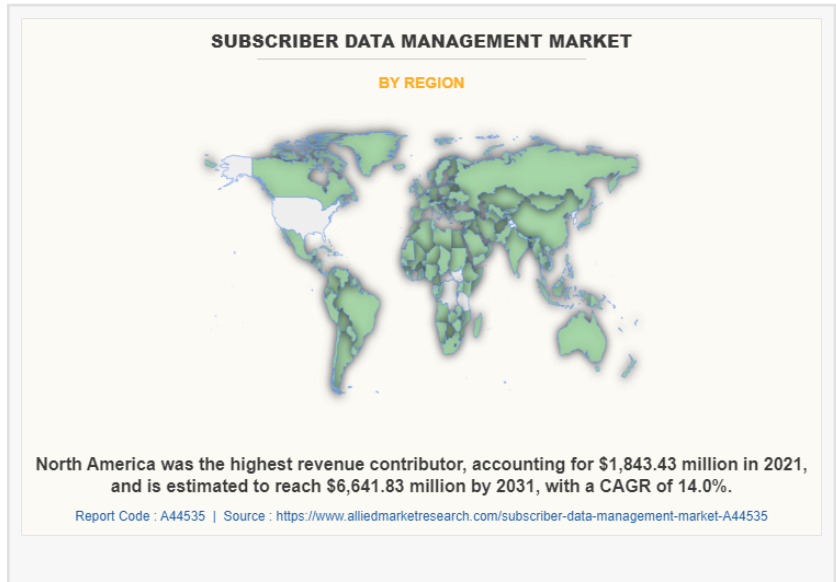 SUBSCRIBER DATA MANAGEMENT MARKET
BY REGION
North America was the highest revenue contributor, accounting for $1,843.43 million in 2021,
and is estimated to reach $6,641.83 million by 2031, with a CAGR of 14.0%.
Report Code : A44535 | Source : https://www.alliedmarketresearch.com/subscriber-data-management-market-A44535